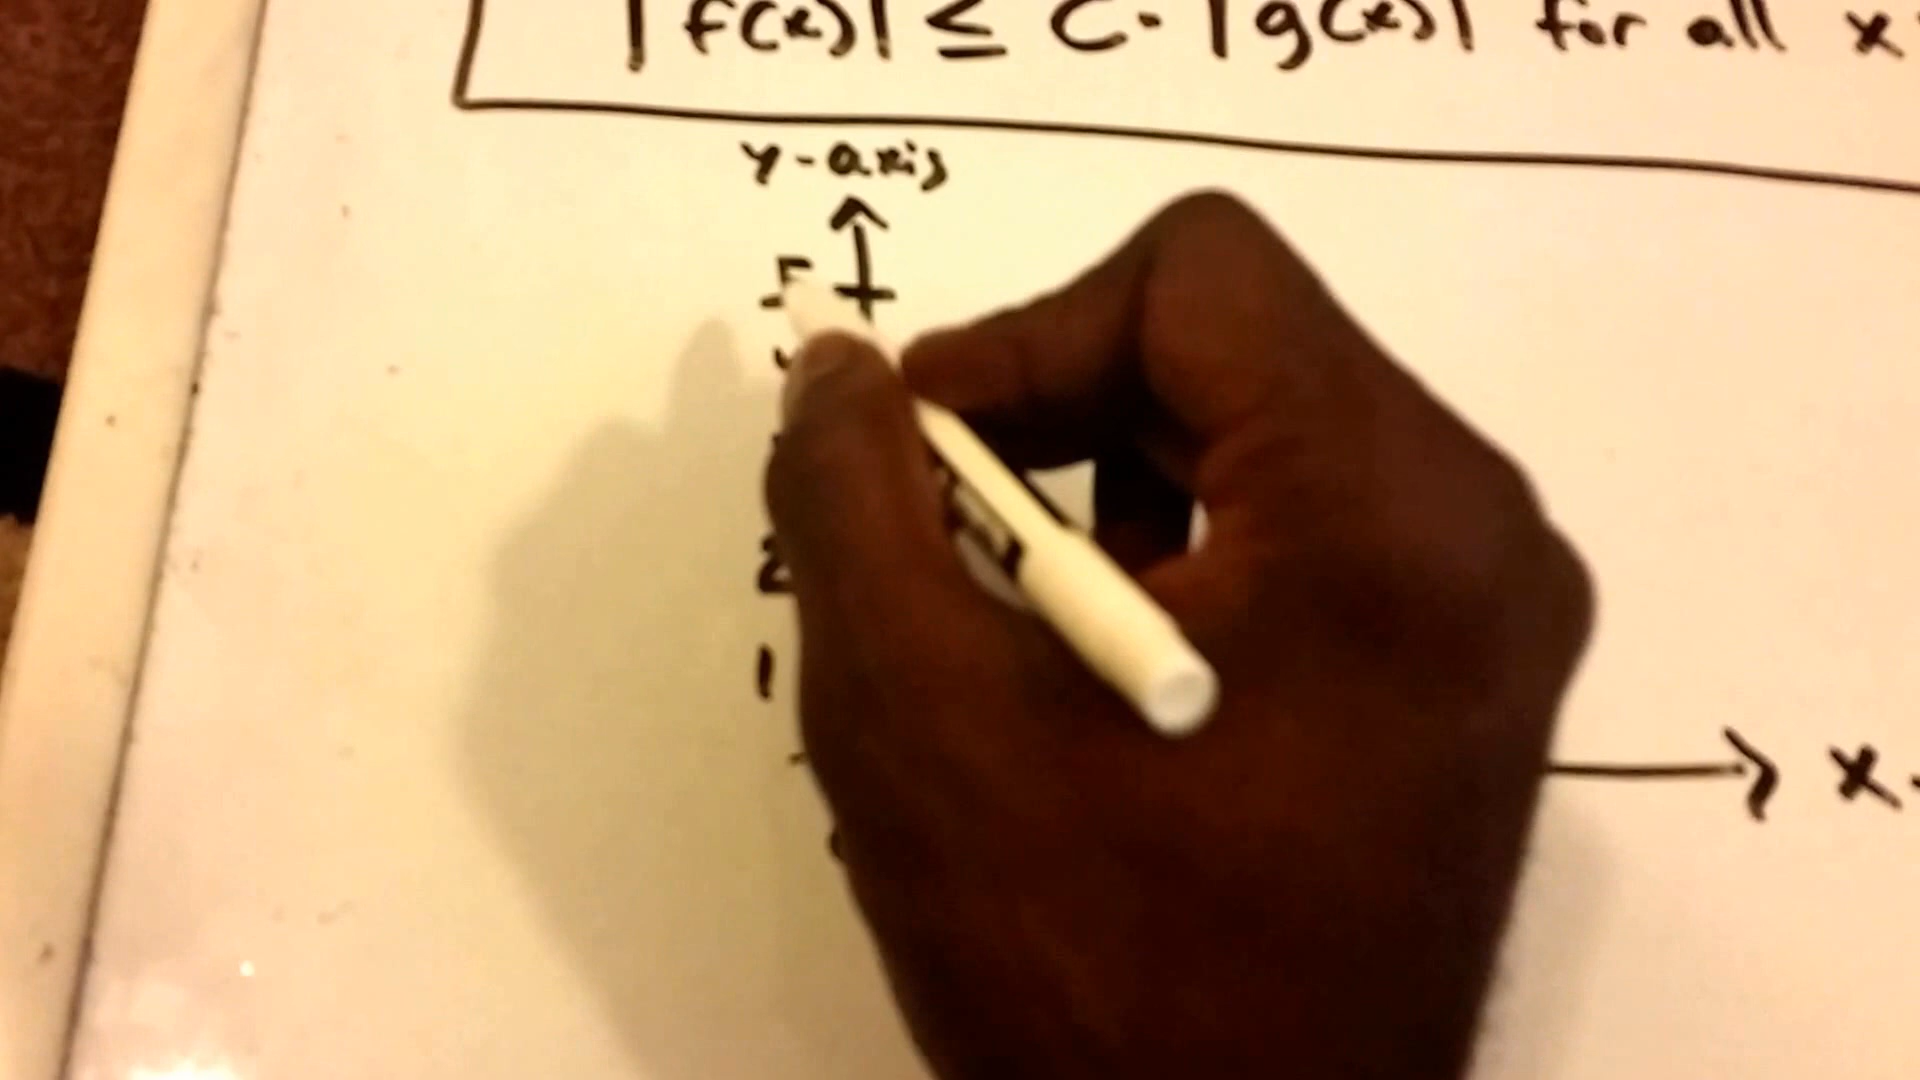 |f(x)| ≤ C·|g(x)| for all x
y-axis
5
2
1
x-